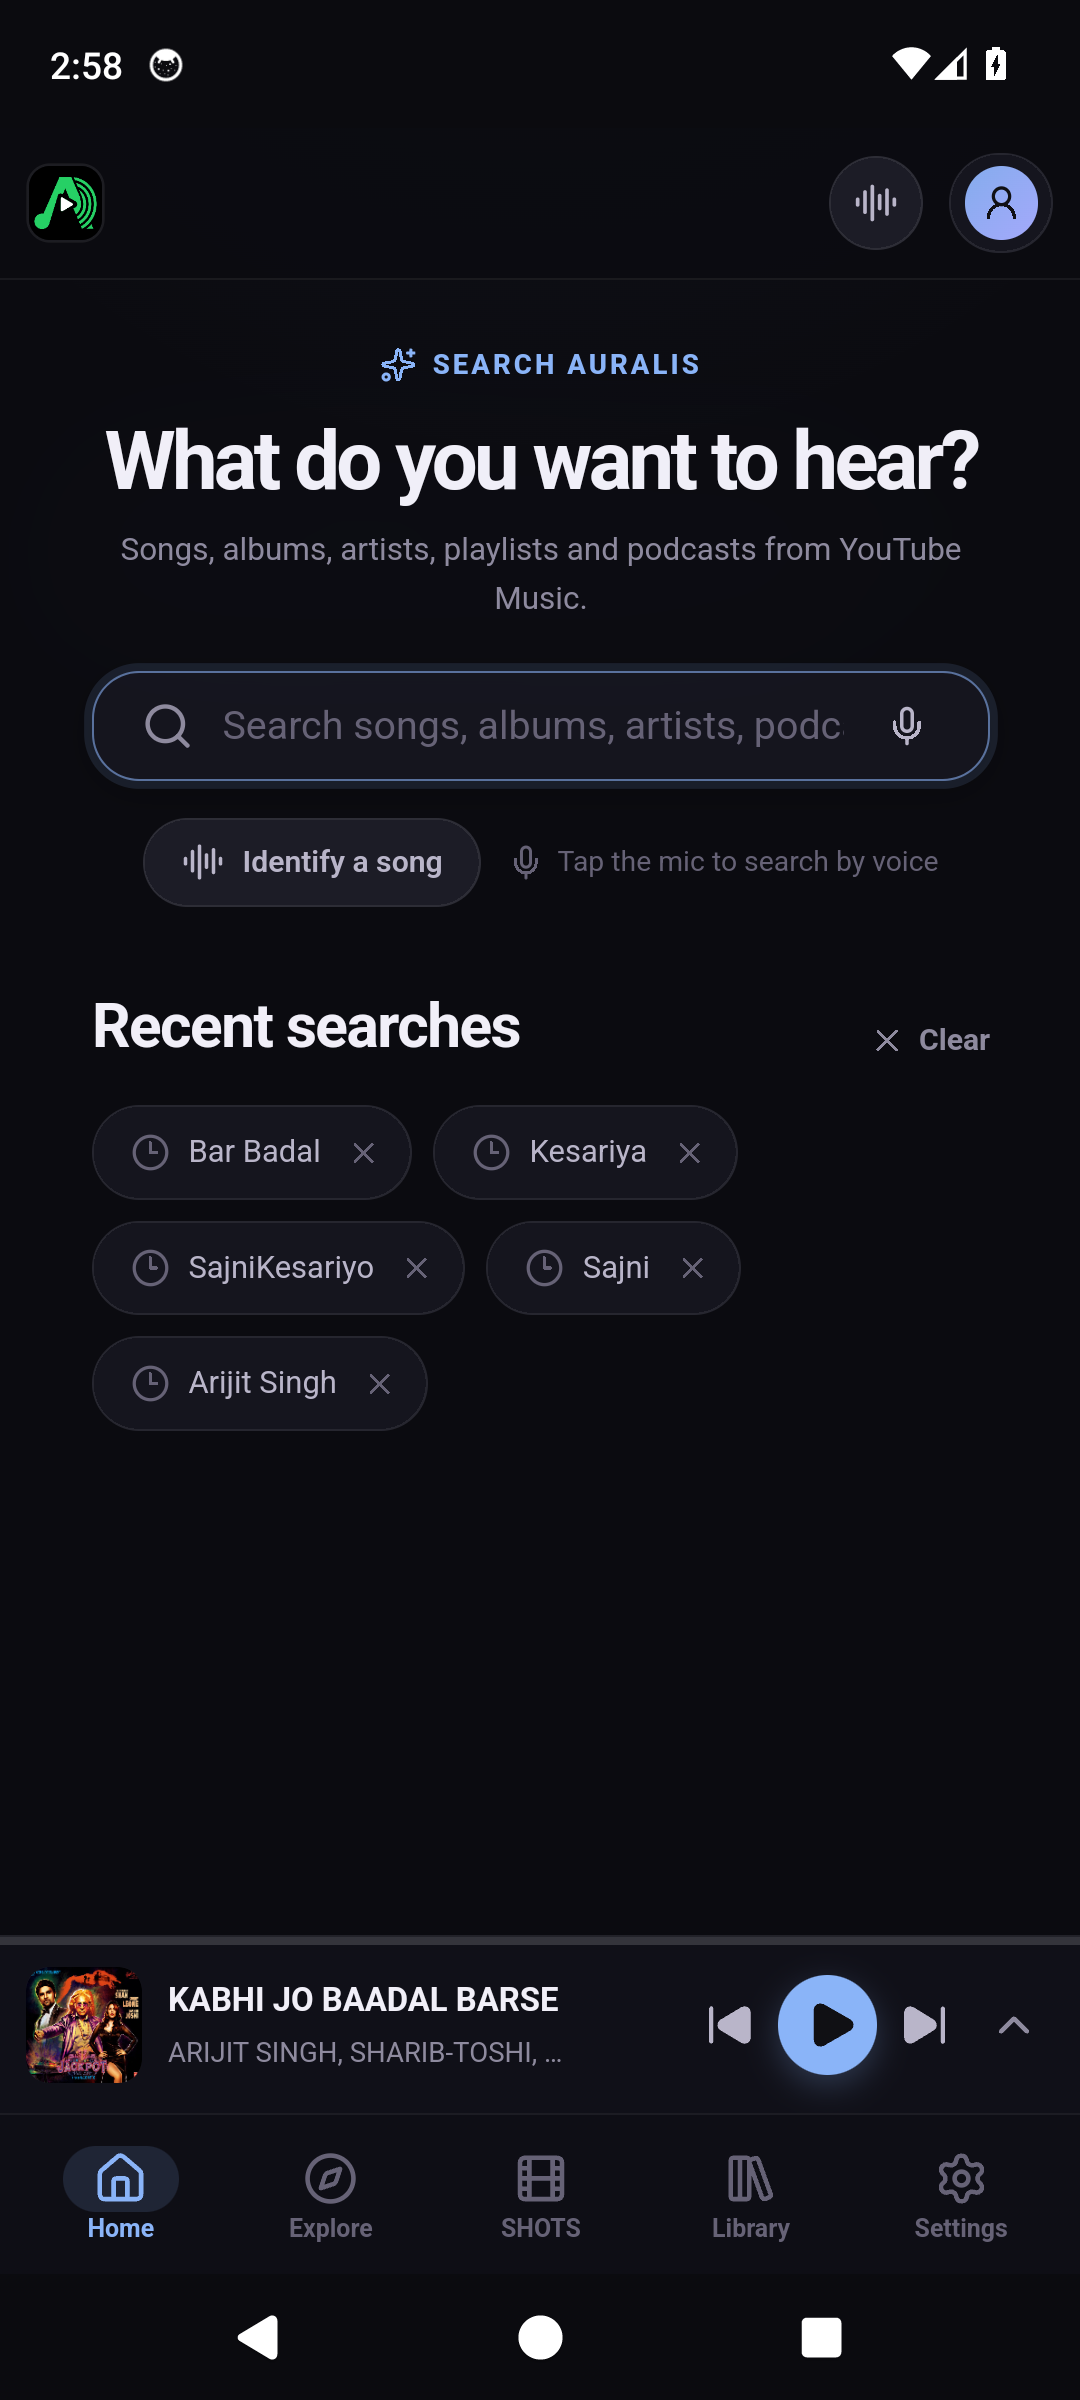 2:58
SEARCH AURALIS
What do you want to hear?
Songs, albums, artists, playlists and podcasts from YouTube
Music.
Search songs, albums, artists, podc
Identify a song
Tap the mic to search by voice
Recent searches
Clear
Bar Badal
Kesariya
SajniKesariyo
Sajni
Arijit Singh
KABHI JO BAADAL BARSE
ARIJIT SINGH, SHARIB-TOSHI, ...
JACKPOT
Home
Explore
SHOTS
Library
Settings